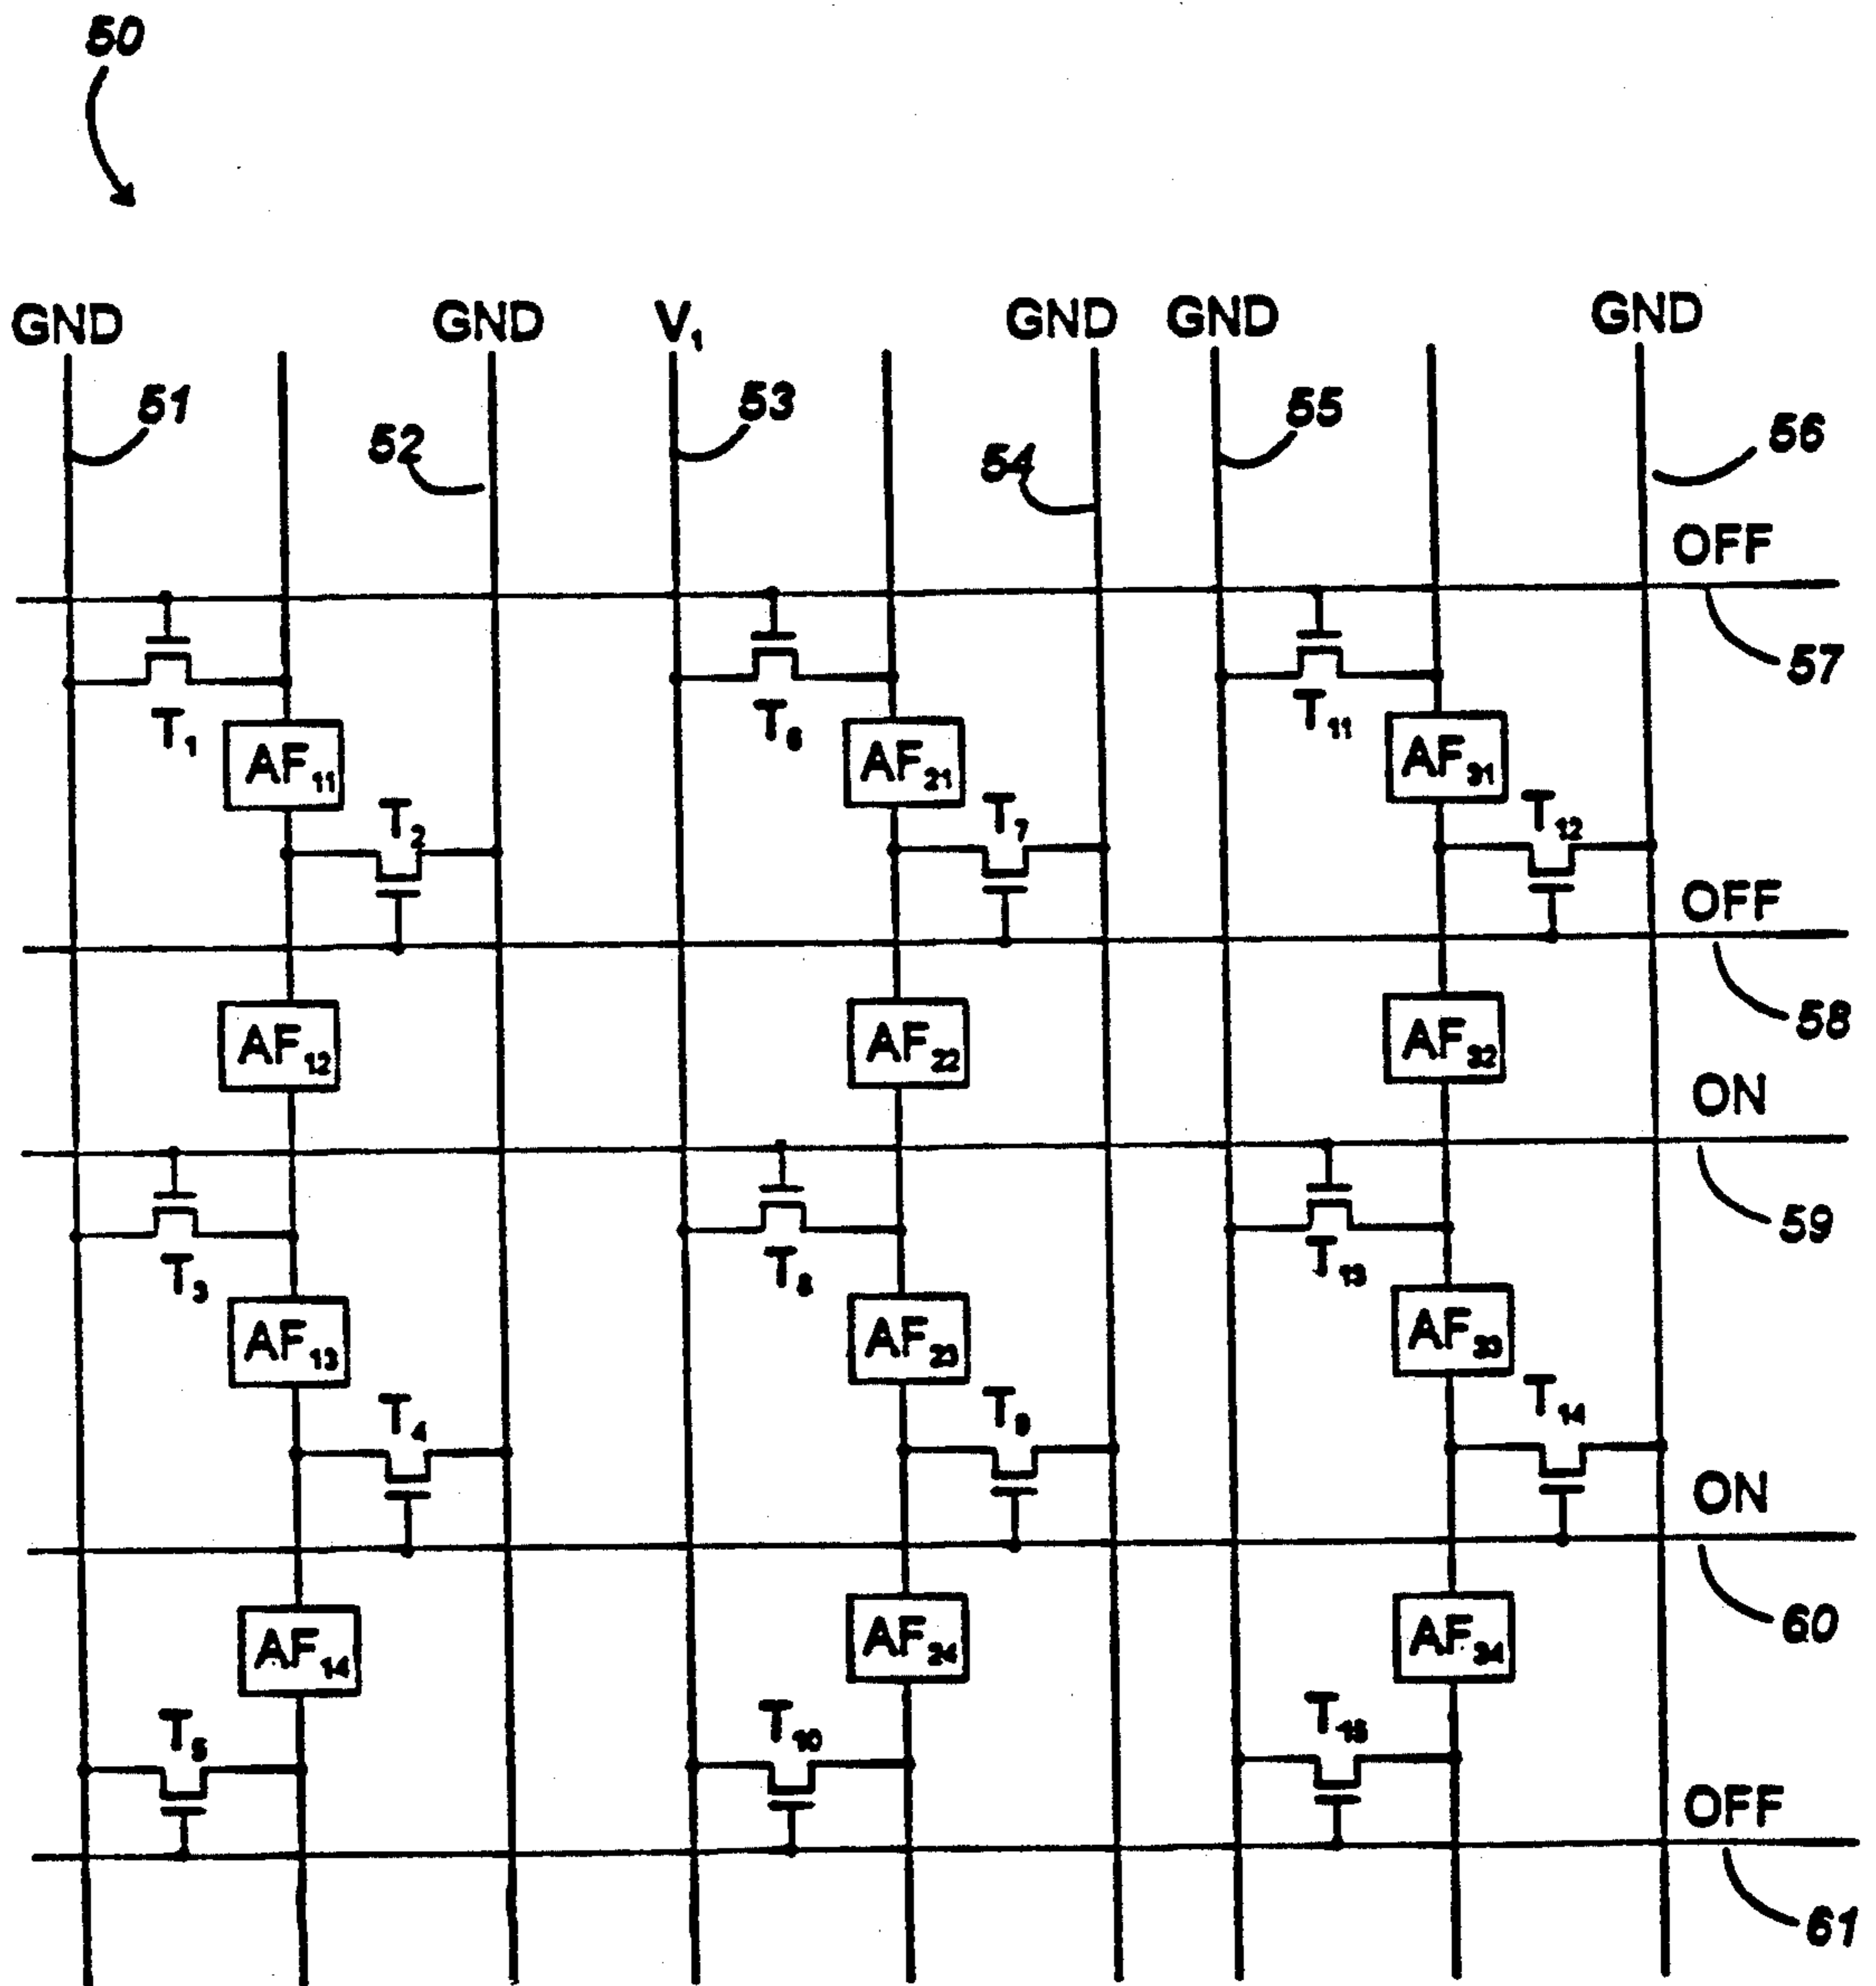 50
GND GND V₁ GND GND GND
51 52 53 54 55 56
OFF
57
T₁ T₆ T₁₁
AF₁₁ AF₂₁ AF₃₁
T₂ T₇ T₁₂
OFF
58
AF₁₂ AF₂₂ AF₃₂
ON
59
T₃ T₈ T₁₃
AF₁₃ AF₂₃ AF₃₃
T₄ T₉ T₁₄
ON
60
AF₁₄ AF₂₄ AF₃₄
T₅ T₁₀ T₁₅
OFF
61